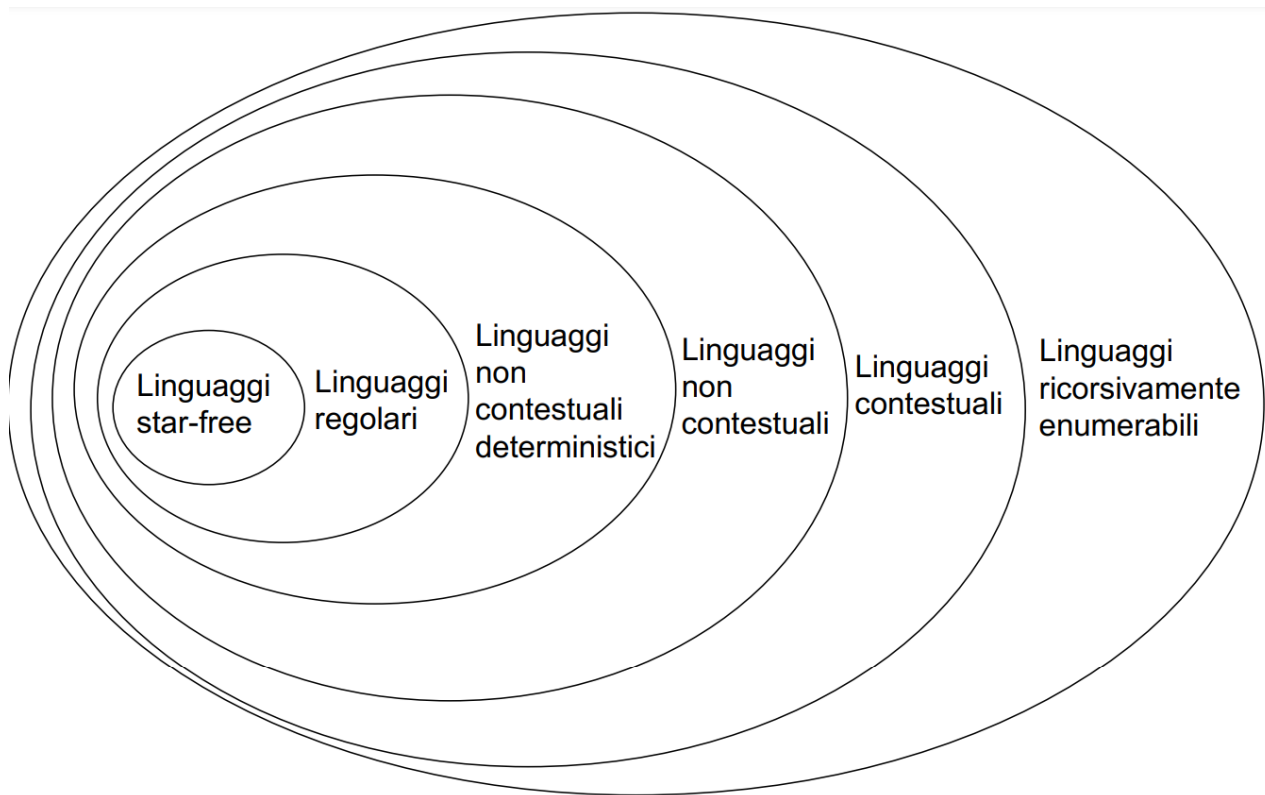 Linguaggi
star-free
Linguaggi
regolari
Linguaggi
non
contestuali
deterministici
Linguaggi
non
contestuali
Linguaggi
contestuali
Linguaggi
ricorsivamente
enumerabili